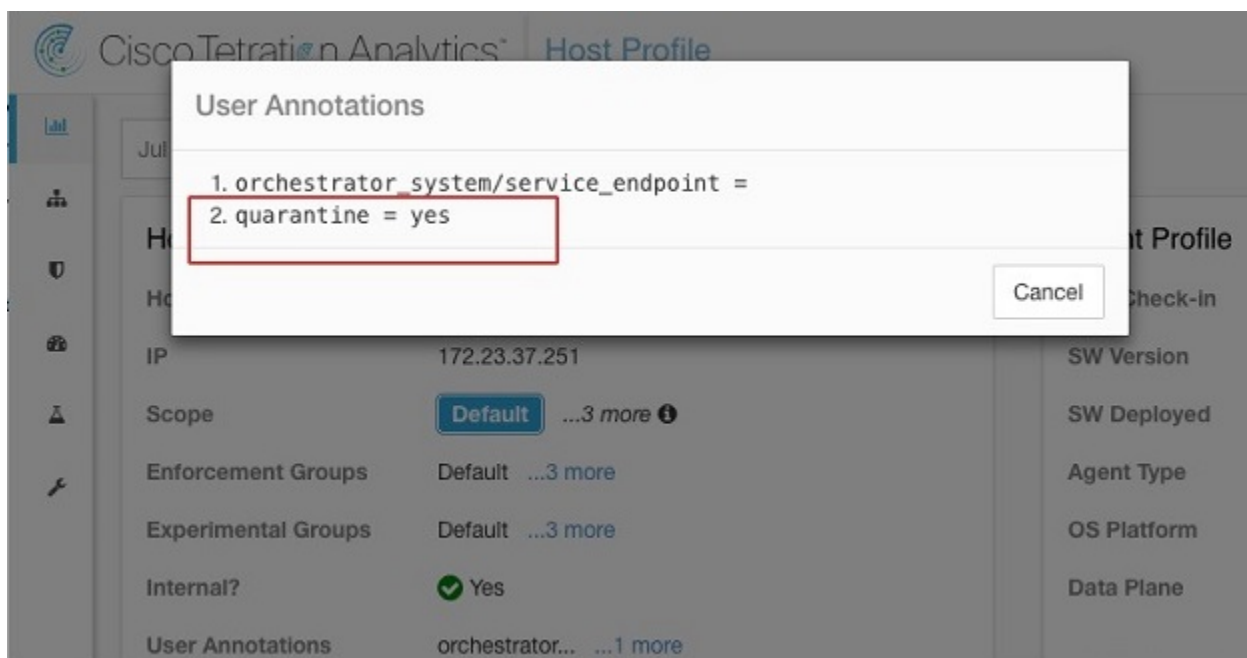 Cisco Tetration Analytics™ Host Profile
User Annotations
1. orchestrator_system/service_endpoint =
2. quarantine = yes
Cancel
Jul
IP 172.23.37.251
Scope Default ...3 more
Enforcement Groups Default ...3 more
Experimental Groups Default ...3 more
Internal? Yes
User Annotations orchestrator... ...1 more
Profile
Check-in
SW Version
SW Deployed
Agent Type
OS Platform
Data Plane